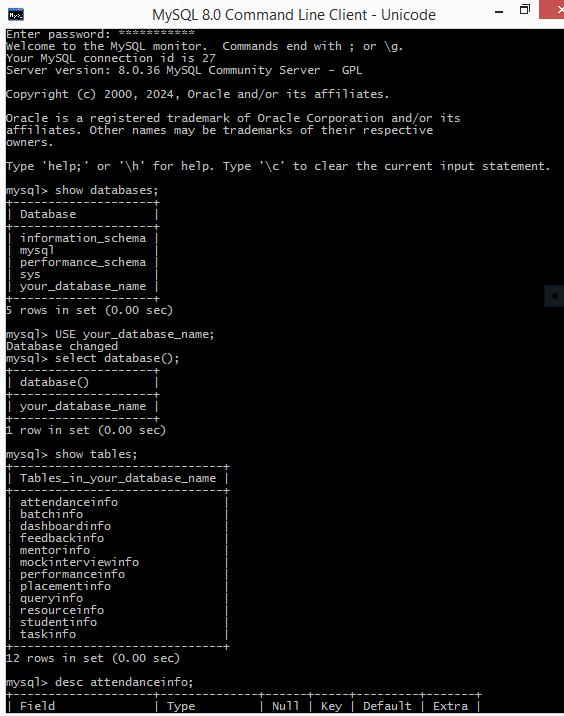 MySQL 8.0 Command Line Client - Unicode
Enter password: ***********
Welcome to the MySQL monitor.  Commands end with ; or \g.
Your MySQL connection id is 27
Server version: 8.0.36 MySQL Community Server - GPL
Copyright (c) 2000, 2024, Oracle and/or its affiliates.
Oracle is a registered trademark of Oracle Corporation and/or its
affiliates. Other names may be trademarks of their respective
owners.
Type 'help;' or '\h' for help. Type '\c' to clear the current input statement.
mysql> show databases;
+--------------------+
| Database           |
+--------------------+
| information_schema |
| mysql              |
| performance_schema |
| sys                |
| your_database_name |
+--------------------+
5 rows in set (0.00 sec)
mysql> USE your_database_name;
Database changed
mysql> select database();
+--------------------+
| database()         |
+--------------------+
| your_database_name |
+--------------------+
1 row in set (0.00 sec)
mysql> show tables;
+------------------------------+
| Tables_in_your_database_name |
+------------------------------+
| attendanceinfo               |
| batchinfo                    |
| dashboardinfo                |
| feedbackinfo                 |
| mentorinfo                   |
| mockinterviewinfo            |
| performanceinfo              |
| placementinfo                |
| queryinfo                    |
| resourceinfo                 |
| studentinfo                  |
| taskinfo                     |
+------------------------------+
12 rows in set (0.00 sec)
mysql> desc attendanceinfo;
+--------------------+--------------+------+-----+---------+-------+
| Field              | Type         | Null | Key | Default | Extra |